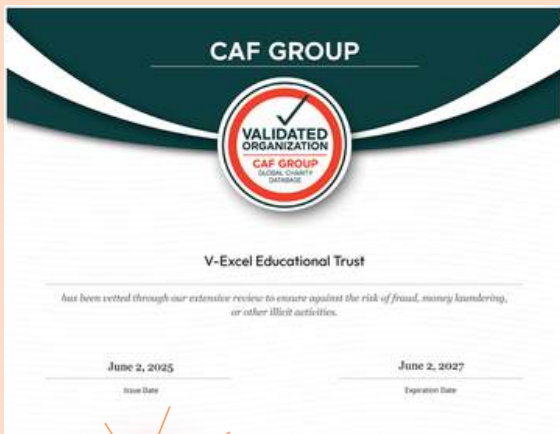 CAF GROUP
VALIDATED
ORGANIZATION
CAF GROUP
GLOBAL CHARITY
DATABASE
V-Excel Educational Trust
has been vetted through our extensive review to ensure against the risk of fraud, money laundering,
or other illicit activities.
June 2, 2025
June 2, 2027
Issue Date
Expiration Date